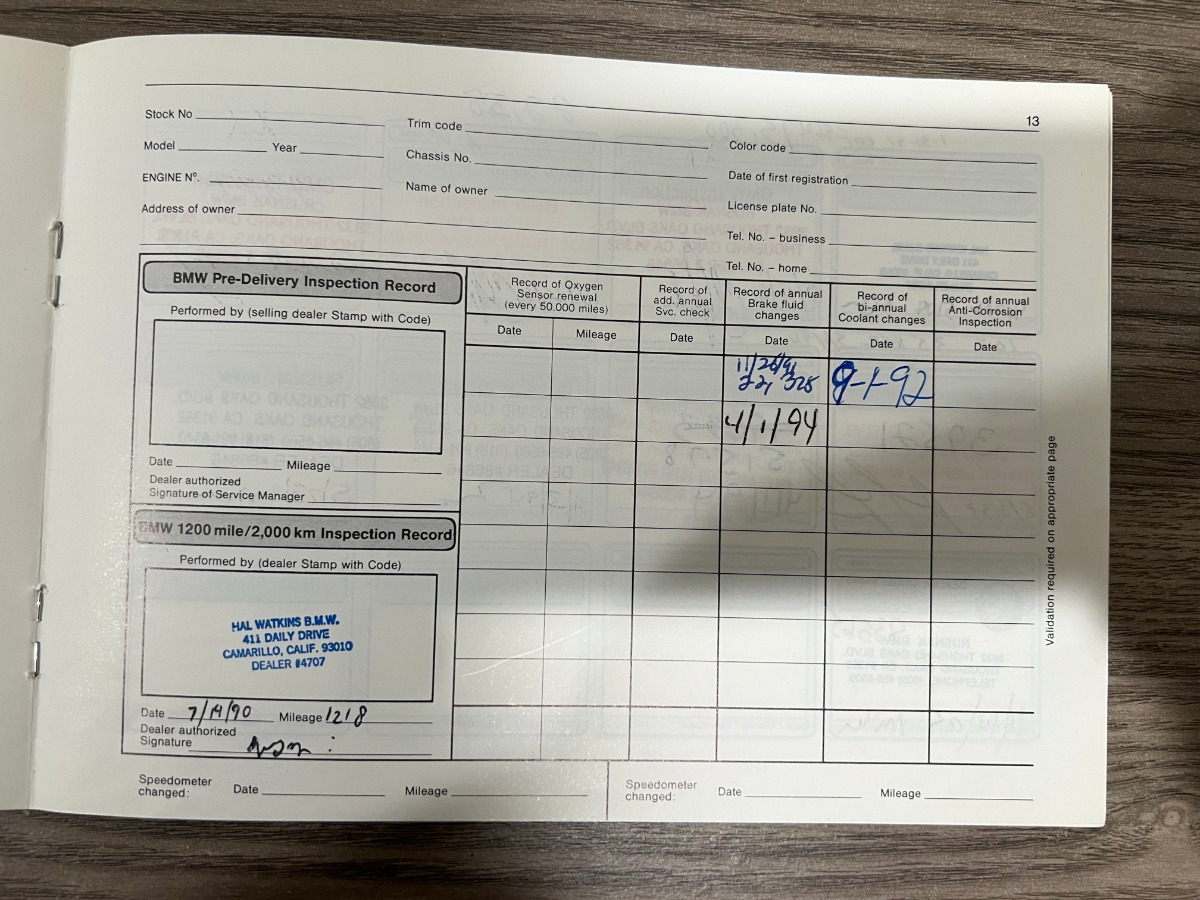 13
Stock No
Trim code
Color code
Model Year
Chassis No.
Date of first registration
ENGINE Nº.
Name of owner
License plate No.
Address of owner
Tel. No. – business
Tel. No. – home
BMW Pre-Delivery Inspection Record
Performed by (selling dealer Stamp with Code)
Date Mileage
Dealer authorized
Signature of Service Manager
BMW 1200 mile/2,000 km Inspection Record
Performed by (dealer Stamp with Code)
HAL WATKINS B.M.W.
411 DAILY DRIVE
CAMARILLO, CALIF. 93010
DEALER #4707
Date 7/14/90 Mileage 1218
Dealer authorized
Signature
Record of Oxygen
Sensor renewal
(every 50.000 miles)
Date Mileage
Record of
add. annual
Svc. check
Date
Record of annual
Brake fluid
changes
Date
11/26/91
22,328
4/1/94
Record of
bi-annual
Coolant changes
Date
9-1-92
Record of annual
Anti-Corrosion
Inspection
Date
Validation required on appropriate page
Speedometer
changed: Date Mileage
Speedometer
changed: Date Mileage